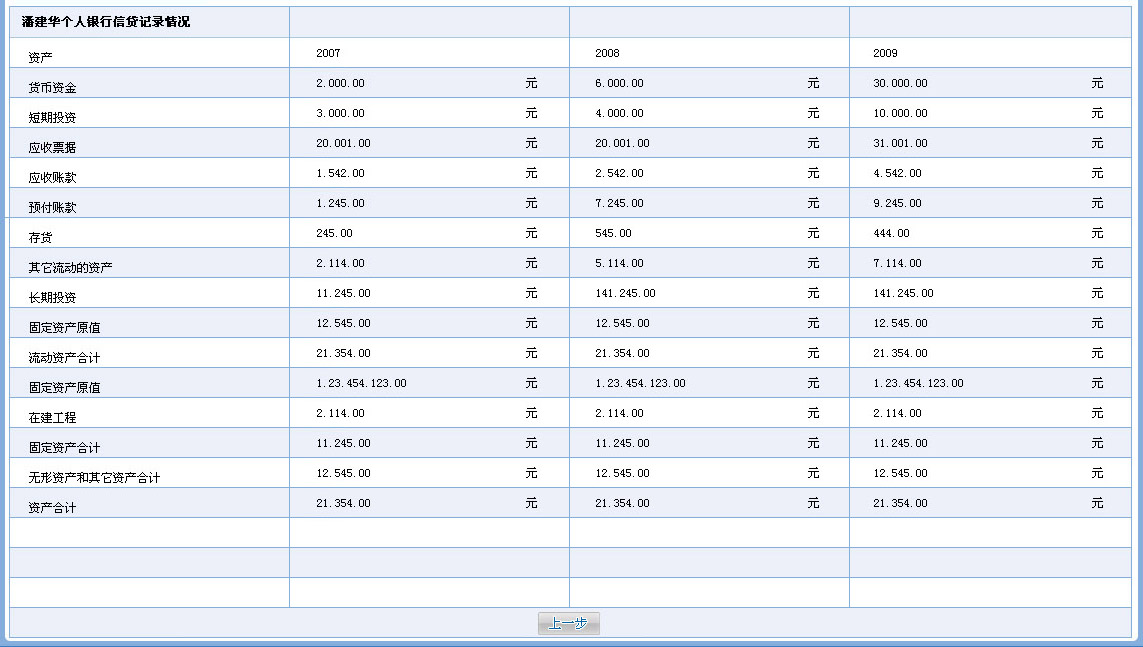 潘建华个人银行信贷记录情况
资产 2007 2008 2009
货币资金 2.000.00 元 6.000.00 元 30.000.00 元
短期投资 3.000.00 元 4.000.00 元 10.000.00 元
应收票据 20.001.00 元 20.001.00 元 31.001.00 元
应收账款 1.542.00 元 2.542.00 元 4.542.00 元
预付账款 1.245.00 元 7.245.00 元 9.245.00 元
存货 245.00 元 545.00 元 444.00 元
其它流动的资产 2.114.00 元 5.114.00 元 7.114.00 元
长期投资 11.245.00 元 141.245.00 元 141.245.00 元
固定资产原值 12.545.00 元 12.545.00 元 12.545.00 元
流动资产合计 21.354.00 元 21.354.00 元 21.354.00 元
固定资产原值 1.23.454.123.00 元 1.23.454.123.00 元 1.23.454.123.00 元
在建工程 2.114.00 元 2.114.00 元 2.114.00 元
固定资产合计 11.245.00 元 11.245.00 元 11.245.00 元
无形资产和其它资产合计 12.545.00 元 12.545.00 元 12.545.00 元
资产合计 21.354.00 元 21.354.00 元 21.354.00 元
上一步